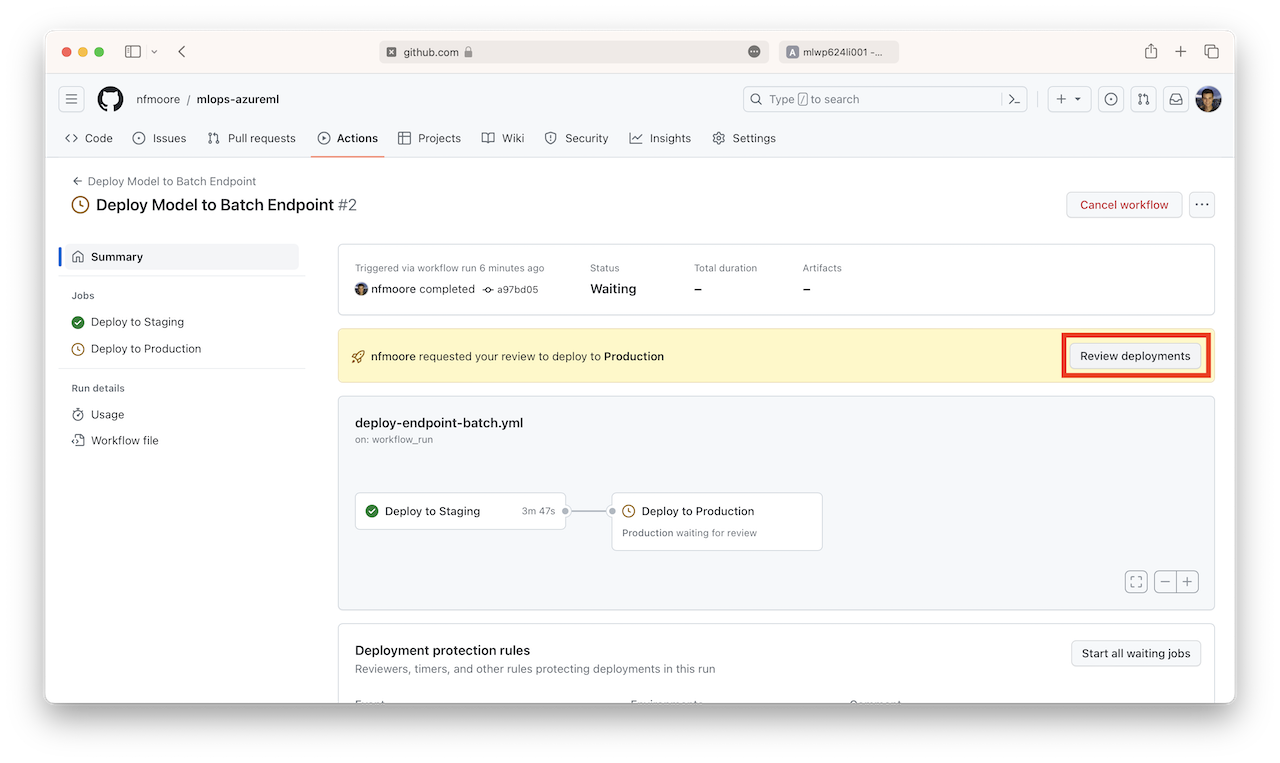 github.com
A mlwp624li001 -...
nfmoore / mlops-azureml
Type / to search
Code
Issues
Pull requests
Actions
Projects
Wiki
Security
Insights
Settings
Deploy Model to Batch Endpoint
Deploy Model to Batch Endpoint #2
Cancel workflow
Summary
Jobs
Deploy to Staging
Deploy to Production
Run details
Usage
Workflow file
Triggered via workflow run 6 minutes ago
nfmoore completed a97bd05
Status
Waiting
Total duration
–
Artifacts
–
nfmoore requested your review to deploy to Production
Review deployments
deploy-endpoint-batch.yml
on: workflow_run
Deploy to Staging 3m 47s
Deploy to Production
Production waiting for review
Deployment protection rules
Reviewers, timers, and other rules protecting deployments in this run
Start all waiting jobs